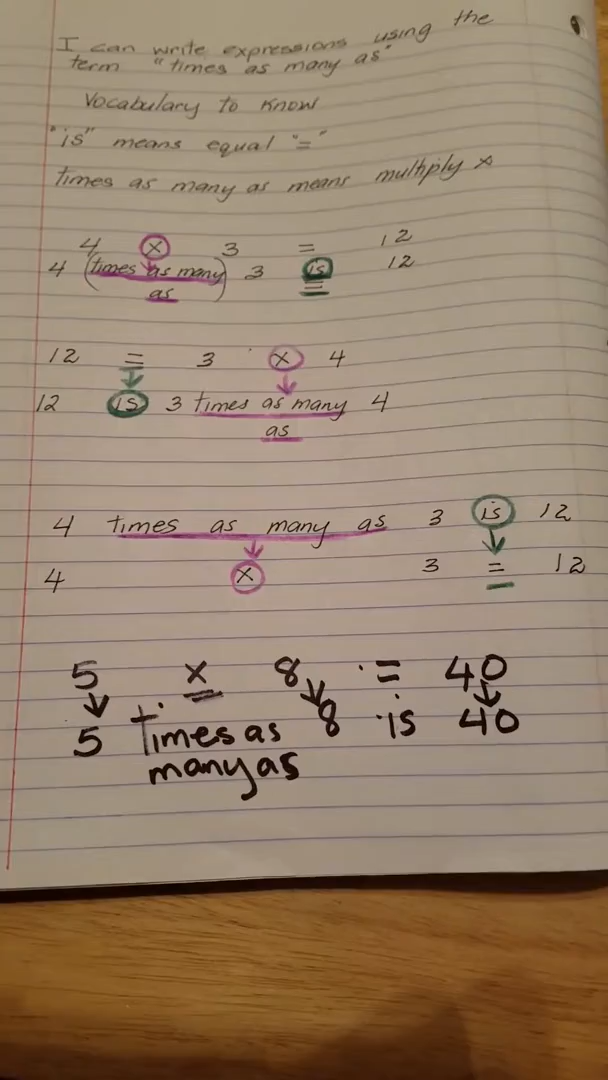 I can write expressions using the
term "times as many as"
Vocabulary to know
"is" means equal "="
times as many as means multiply x
4 x 3 = 12
4 (times as many) 3 is 12
as =
12 = 3 x 4
12 is 3 times as many 4
as
4 times as many as 3 is 12
4 x 3 = 12
5 x 8 = 40
5 times as 8 is 40
many as